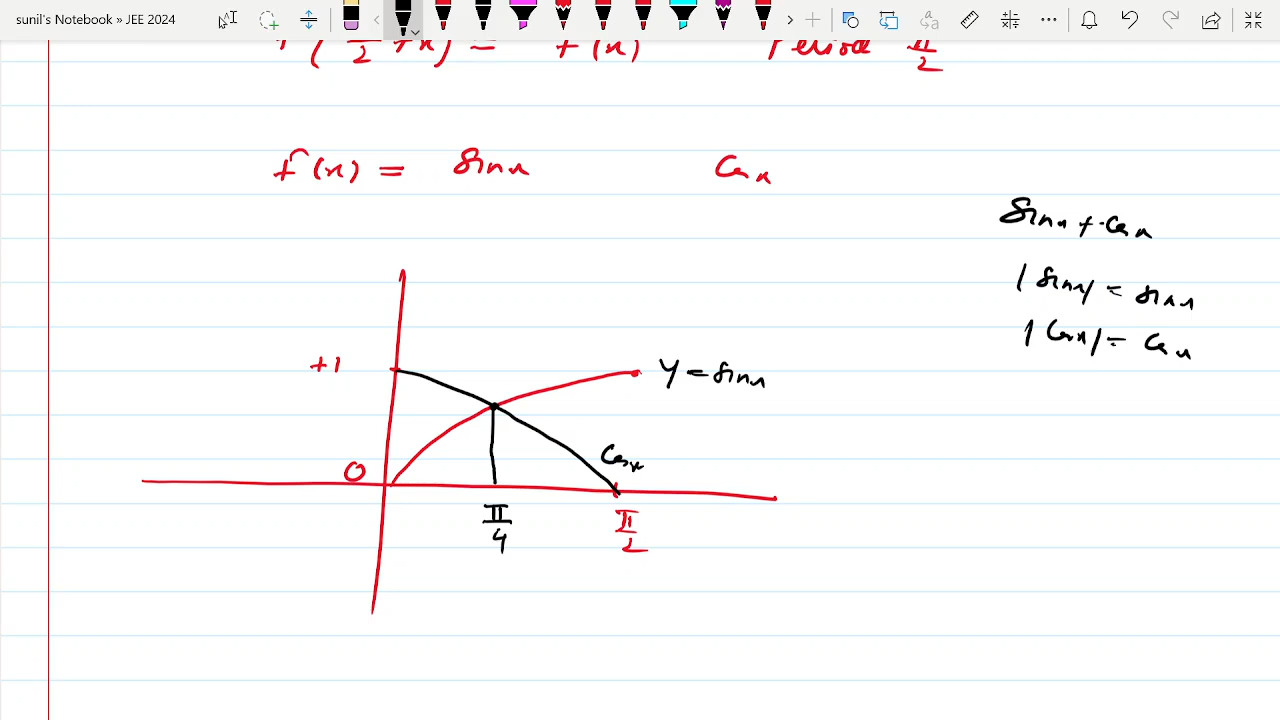 sunil's Notebook » JEE 2024
f(π/2 + x) = f(x) Period π/2
f(x) = sinx cosx
sinx + cosx
|sinx| = sinx
|cosx| = cosx
+1
y = sinx
cosx
0
π/4
π/2